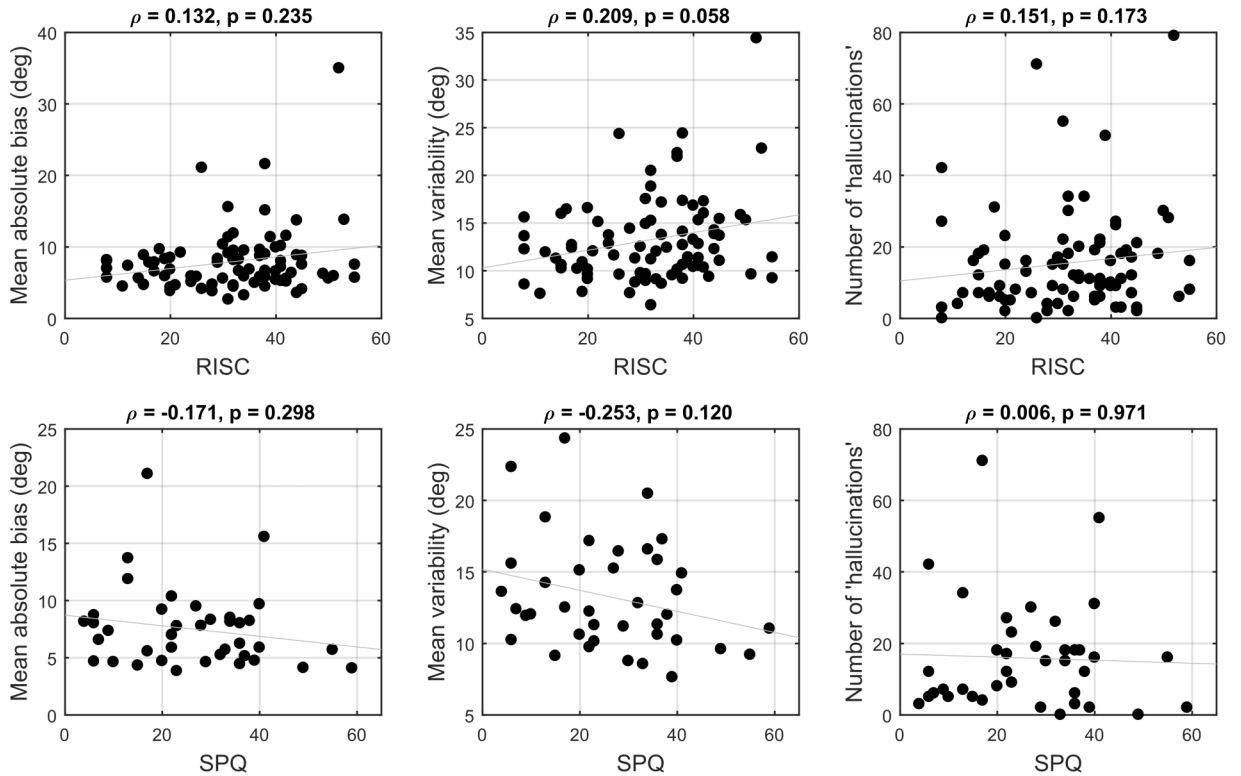 ρ = 0.132, p = 0.235
Mean absolute bias (deg)
40
30
20
10
0
0 20 40 60
RISC
ρ = 0.209, p = 0.058
Mean variability (deg)
35
30
25
20
15
10
5
0 20 40 60
RISC
ρ = 0.151, p = 0.173
Number of 'hallucinations'
80
60
40
20
0
0 20 40 60
RISC
ρ = -0.171, p = 0.298
Mean absolute bias (deg)
25
20
15
10
5
0
0 20 40 60
SPQ
ρ = -0.253, p = 0.120
Mean variability (deg)
25
20
15
10
5
0 20 40 60
SPQ
ρ = 0.006, p = 0.971
Number of 'hallucinations'
80
60
40
20
0
0 20 40 60
SPQ